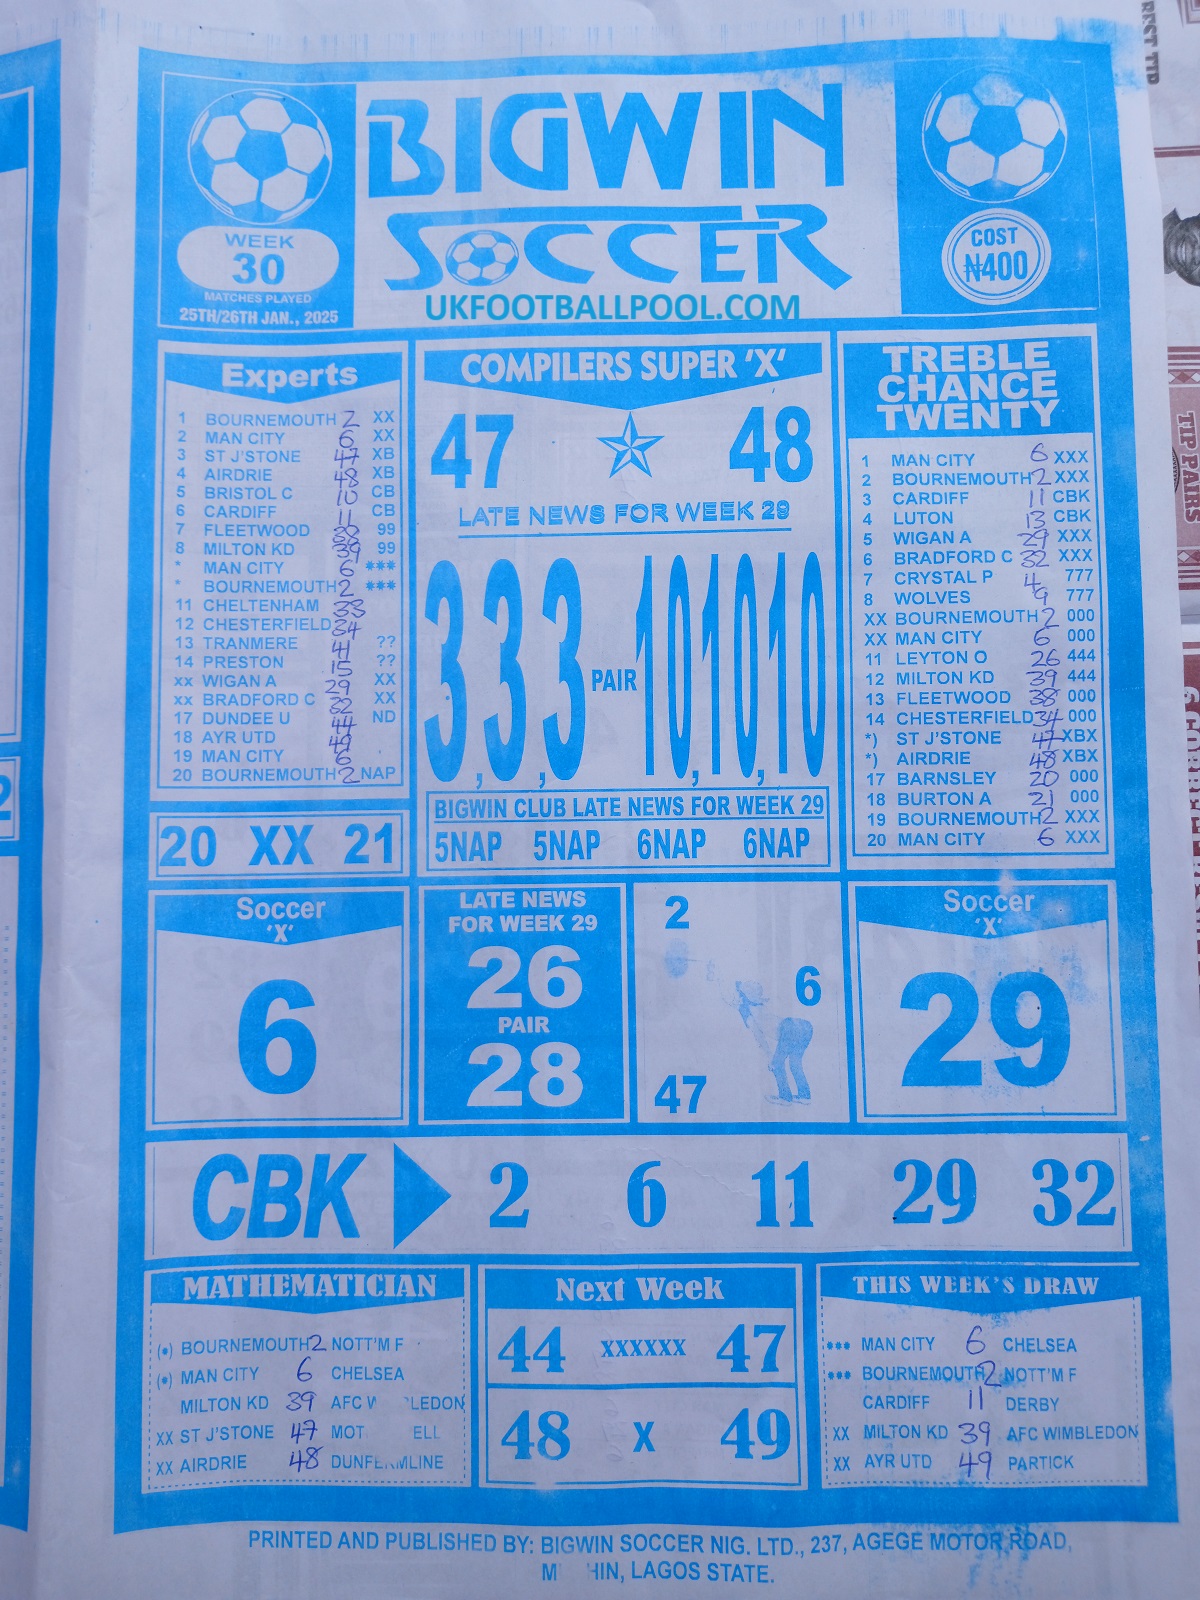 BIGWIN
SOCCER
UKFOOTBALLPOOL.COM
WEEK
30
MATCHES PLAYED
25TH/26TH JAN., 2025
COST
₦400
Experts
1 BOURNEMOUTH 2 XX
2 MAN CITY 6 XX
3 ST J'STONE 47 XB
4 AIRDRIE 48 XB
5 BRISTOL C 10 CB
6 CARDIFF 11 CB
7 FLEETWOOD 38 99
8 MILTON KD 39 99
* MAN CITY 6 ***
* BOURNEMOUTH 2 ***
11 CHELTENHAM 33
12 CHESTERFIELD 34
13 TRANMERE 41 ??
14 PRESTON 15 ??
xx WIGAN A 29 XX
xx BRADFORD C 32 XX
17 DUNDEE U 44 ND
18 AYR UTD 49
19 MAN CITY 6
20 BOURNEMOUTH 2 NAP
20 XX 21
COMPILERS SUPER 'X'
47 48
LATE NEWS FOR WEEK 29
3,3,3 PAIR 10,10,10
BIGWIN CLUB LATE NEWS FOR WEEK 29
5NAP 5NAP 6NAP 6NAP
TREBLE
CHANCE
TWENTY
1 MAN CITY 6 XXX
2 BOURNEMOUTH 2 XXX
3 CARDIFF 11 CBK
4 LUTON 13 CBK
5 WIGAN A 29 XXX
6 BRADFORD C 32 XXX
7 CRYSTAL P 4 777
8 WOLVES 9 777
XX BOURNEMOUTH 2 000
XX MAN CITY 6 000
11 LEYTON O 26 444
12 MILTON KD 39 444
13 FLEETWOOD 38 000
14 CHESTERFIELD 34 000
*) ST J'STONE 47 XBX
*) AIRDRIE 48 XBX
17 BARNSLEY 20 000
18 BURTON A 21 000
19 BOURNEMOUTH 2 XXX
20 MAN CITY 6 XXX
Soccer
'X'
6
LATE NEWS
FOR WEEK 29
26
PAIR
28
2
6
47
Soccer
'X'
29
CBK 2 6 11 29 32
MATHEMATICIAN
(•) BOURNEMOUTH 2 NOTT'M F
(•) MAN CITY 6 CHELSEA
MILTON KD 39 AFC W LEDON
XX ST J'STONE 47 MOT ELL
XX AIRDRIE 48 DUNFERMLINE
Next Week
44 XXXXXX 47
48 X 49
THIS WEEK'S DRAW
*** MAN CITY 6 CHELSEA
*** BOURNEMOUTH 2 NOTT'M F
CARDIFF 11 DERBY
XX MILTON KD 39 AFC WIMBLEDON
XX AYR UTD 49 PARTICK
PRINTED AND PUBLISHED BY: BIGWIN SOCCER NIG. LTD., 237, AGEGE MOTOR ROAD,
M HIN, LAGOS STATE.
TIP PAIRS